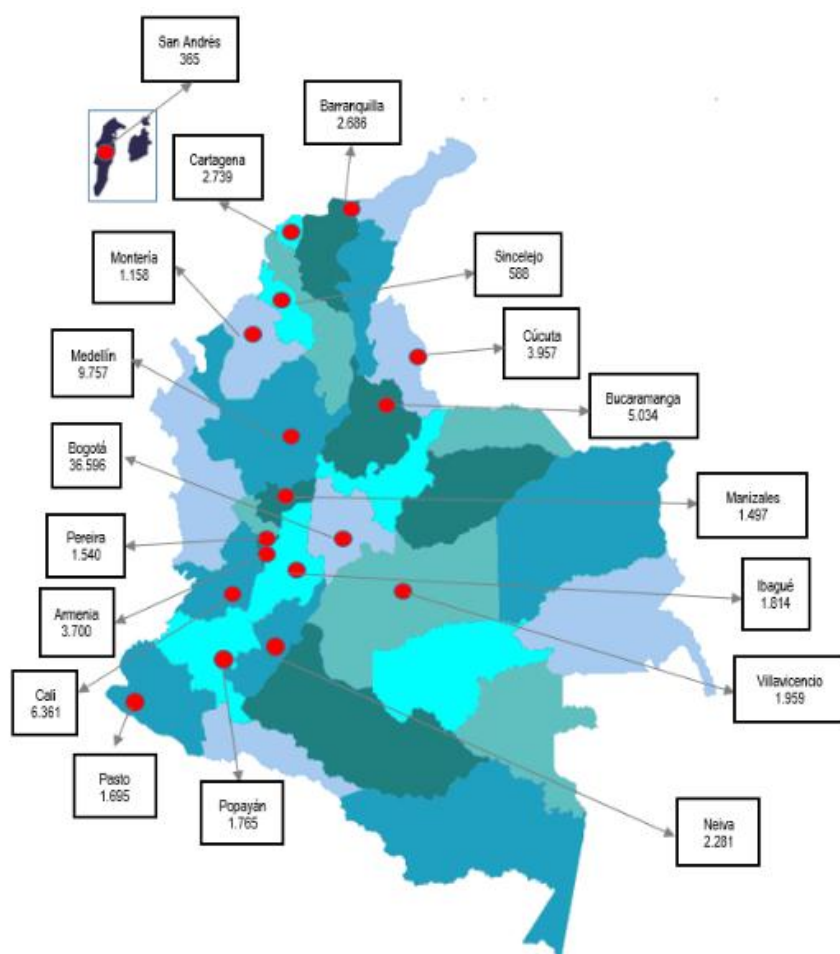 San Andrés
365
Barranquilla
2.686
Cartagena
2.739
Montería
1.158
Sincelejo
588
Medellín
9.757
Cúcuta
3.957
Bucaramanga
5.034
Bogotá
36.596
Manizales
1.497
Pereira
1.540
Ibagué
1.814
Armenia
3.700
Villavicencio
1.959
Cali
6.361
Pasto
1.695
Popayán
1.765
Neiva
2.281